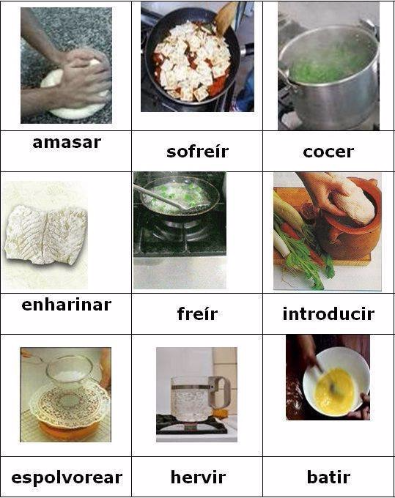 amasar
sofreír
cocer
enharinar
freír
introducir
espolvorear
hervir
batir